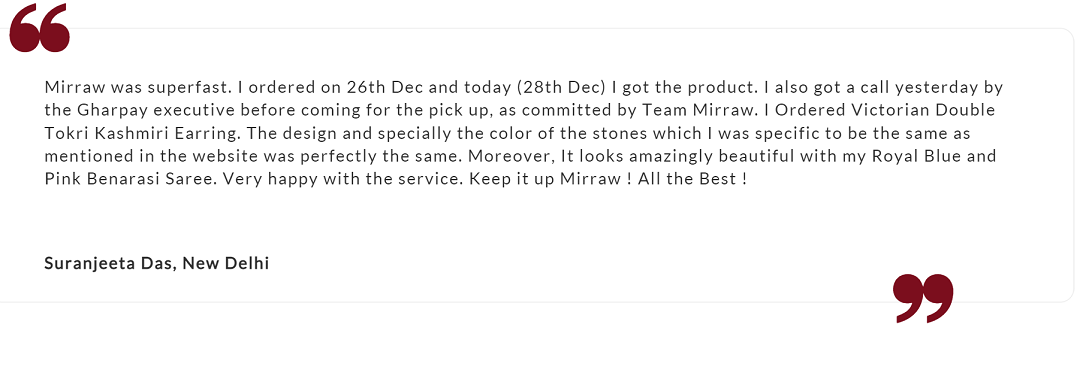 Mirraw was superfast. I ordered on 26th Dec and today (28th Dec) I got the product. I also got a call yesterday by
the Gharpay executive before coming for the pick up, as committed by Team Mirraw. I Ordered Victorian Double
Tokri Kashmiri Earring. The design and specially the color of the stones which I was specific to be the same as
mentioned in the website was perfectly the same. Moreover, It looks amazingly beautiful with my Royal Blue and
Pink Benarasi Saree. Very happy with the service. Keep it up Mirraw ! All the Best !
Suranjeeta Das, New Delhi